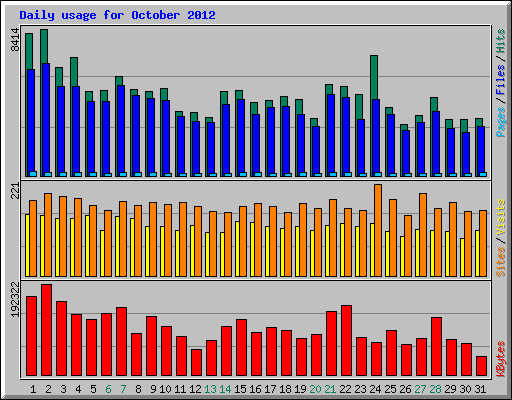 Daily usage for October 2012
8414
Pages / Files / Hits
221
Sites / Visits
192322
KBytes
1 2 3 4 5 6 7 8 9 10 11 12 13 14 15 16 17 18 19 20 21 22 23 24 25 26 27 28 29 30 31